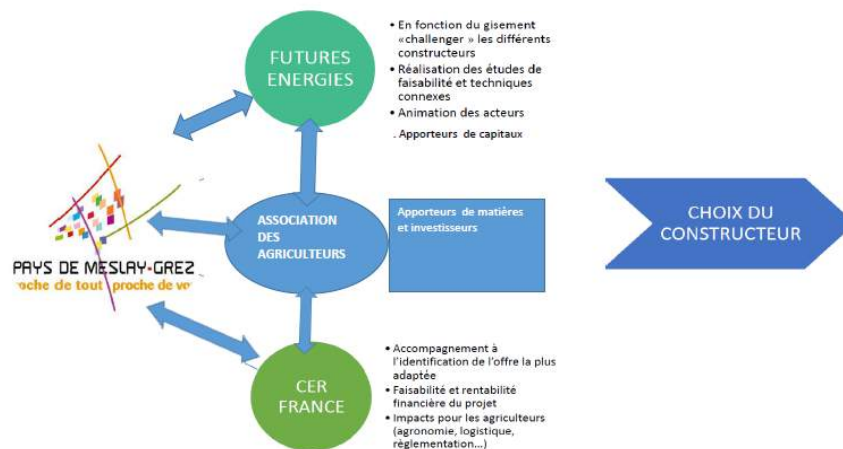 FUTURES
ENERGIES
• En fonction du gisement
«challenger » les différents
constructeurs
• Réalisation des études de
faisabilité et techniques
connexes
• Animation des acteurs
. Apporteurs de capitaux
PAYS DE MESLAY-GREZ
roche de tout proche de vo
ASSOCIATION
DES
AGRICULTEURS
Apporteurs de matières
et investisseurs
CHOIX DU
CONSTRUCTEUR
CER
FRANCE
• Accompagnement à
l'identification de l'offre la plus
adaptée
• Faisabilité et rentabilité
financière du projet
• Impacts pour les agriculteurs
(agronomie, logistique,
règlementation...)